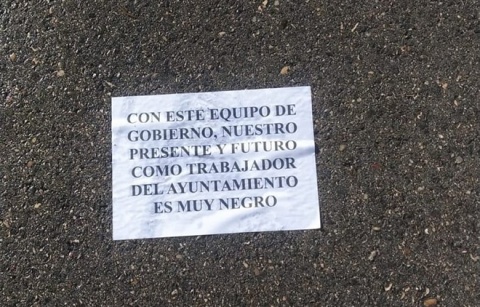 CON ESTE EQUIPO DE
GOBIERNO, NUESTRO
PRESENTE Y FUTURO
COMO TRABAJADOR
DEL AYUNTAMIENTO
ES MUY NEGRO